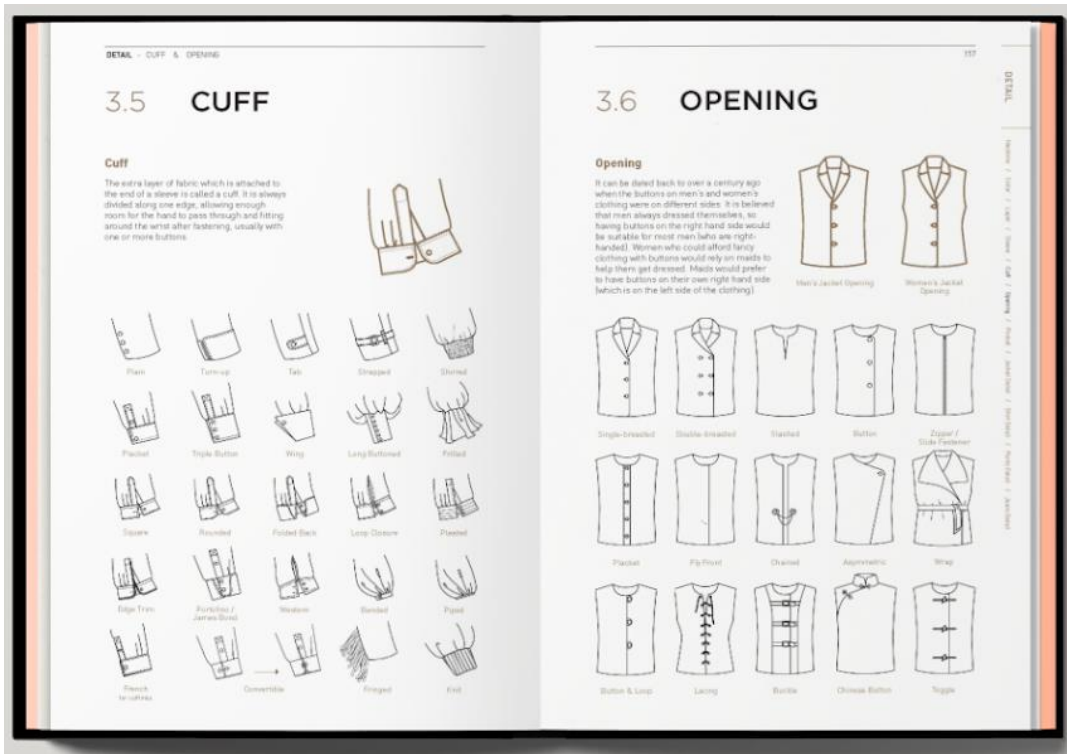 DETAIL - CUFF & OPENING
3.5 CUFF
Cuff
The extra layer of fabric which is attached to
the end of a sleeve is called a cuff. It is always
divided along one edge, allowing enough
room for the hand to pass through and fitting
around the wrist after fastening, usually with
one or more buttons.
Plain
Turn-up
Tab
Strapped
Shirred
Placket
Triple Button
Wing
Long Buttoned
Frilled
Square
Rounded
Folded Back
Loop Closure
Pleated
Edge Trim
Portofino /
James Bond
Western
Banded
Piped
French
for cufflinks
Convertible
Fringed
Knit
157
3.6 OPENING
Opening
It can be dated back to over a century ago
when the buttons on men's and women's
clothing were on different sides. It is believed
that men always dressed themselves, so
having buttons on the right hand side would
be suitable for most men (who are right-
handed). Women who could afford fancy
clothing with buttons would rely on maids to
help them get dressed. Maids would prefer
to have buttons on their own right hand side
(which is on the left side of the clothing).
Men's Jacket Opening
Women's Jacket
Opening
Single-breasted
Double-breasted
Slashed
Button
Zipper /
Slide Fastener
Placket
Fly Front
Chained
Asymmetric
Wrap
Button & Loop
Lacing
Buckle
Chinese Button
Toggle
DETAIL
Neckline / Collar / Lapel / Sleeve / Cuff / Opening / Pocket /